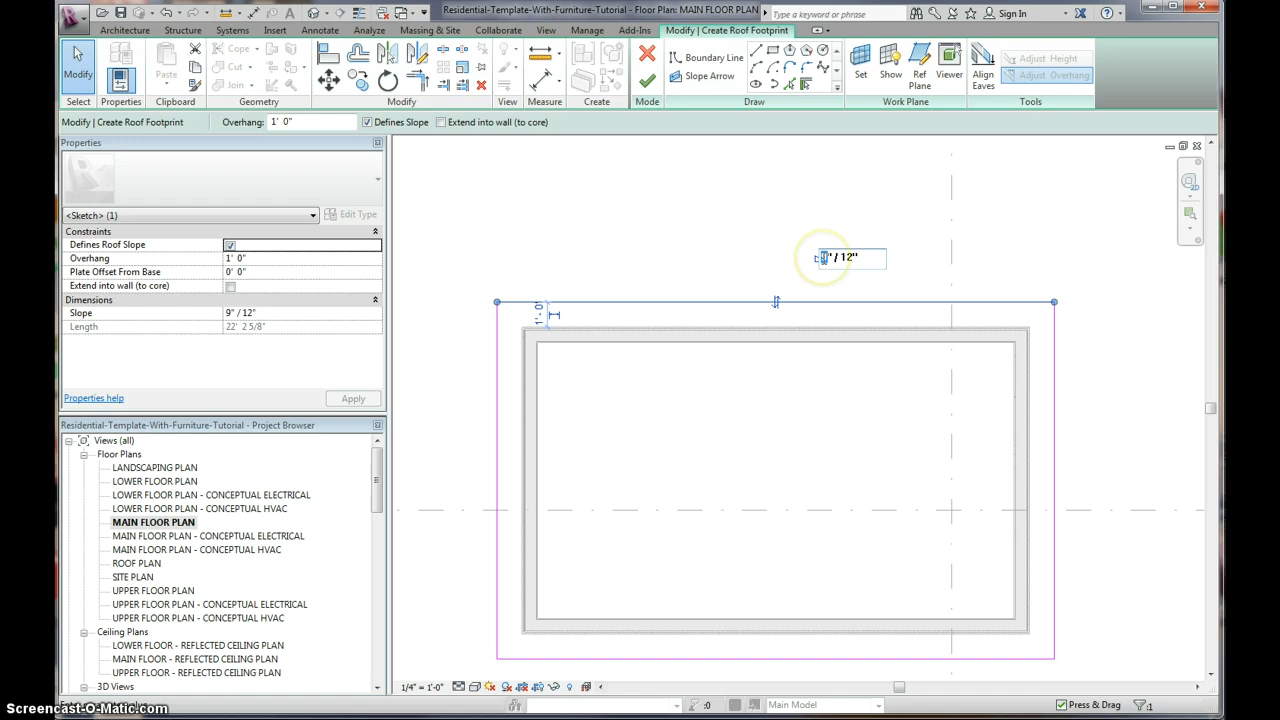 Residential-Template-With-Furniture-Tutorial - Floor Plan: MAIN FLOOR PLAN
Type a keyword or phrase
Sign In
Architecture Structure Systems Insert Annotate Analyze Massing & Site Collaborate View Manage Add-Ins Modify | Create Roof Footprint
Modify
Paste
Cope
Cut
Join
Boundary Line
Slope Arrow
Set Show Ref Plane Viewer
Align Eaves
Adjust Height
Adjust Overhang
Select Properties Clipboard Geometry Modify View Measure Create Mode Draw Work Plane Tools
Modify | Create Roof Footprint Overhang: 1' 0" Defines Slope Extend into wall (to core)
Properties
<Sketch> (1) Edit Type
Constraints
Defines Roof Slope
Overhang 1' 0"
Plate Offset From Base 0' 0"
Extend into wall (to core)
Dimensions
Slope 9" / 12"
Length 22' 2 5/8"
Properties help Apply
" / 12"
1' - 0"
Residential-Template-With-Furniture-Tutorial - Project Browser
Views (all)
Floor Plans
LANDSCAPING PLAN
LOWER FLOOR PLAN
LOWER FLOOR PLAN - CONCEPTUAL ELECTRICAL
LOWER FLOOR PLAN - CONCEPTUAL HVAC
MAIN FLOOR PLAN
MAIN FLOOR PLAN - CONCEPTUAL ELECTRICAL
MAIN FLOOR PLAN - CONCEPTUAL HVAC
ROOF PLAN
SITE PLAN
UPPER FLOOR PLAN
UPPER FLOOR PLAN - CONCEPTUAL ELECTRICAL
UPPER FLOOR PLAN - CONCEPTUAL HVAC
Ceiling Plans
LOWER FLOOR - REFLECTED CEILING PLAN
MAIN FLOOR - REFLECTED CEILING PLAN
UPPER FLOOR - REFLECTED CEILING PLAN
3D Views
1/4" = 1'-0"
:0 Main Model Press & Drag :1
Screencast-O-Matic.com